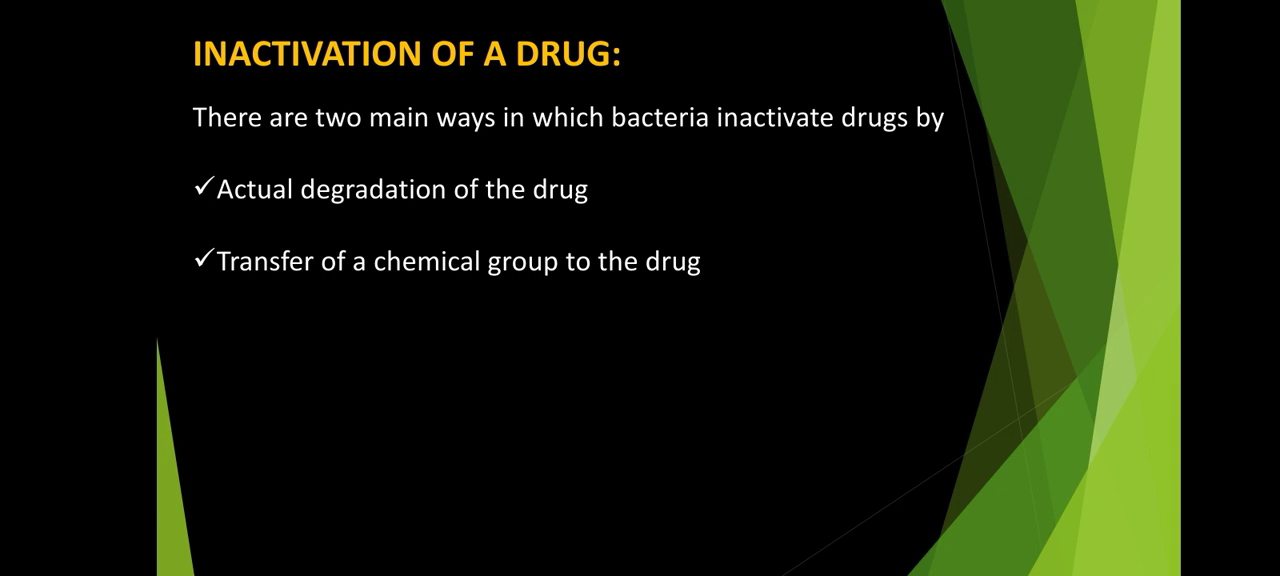 INACTIVATION OF A DRUG:
There are two main ways in which bacteria inactivate drugs by
✓Actual degradation of the drug
✓Transfer of a chemical group to the drug